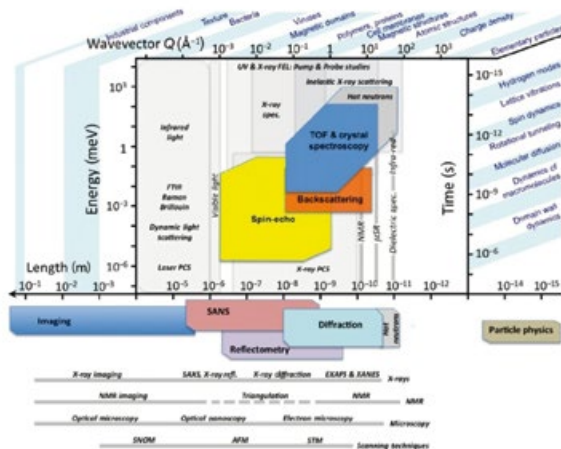 Industrial components
Texture
Bacteria
Viruses
Magnetic domains
Polymers, proteins
Cell membranes
Magnetic structures
Atomic structures
Charge density
Elementary particles
Wavevector Q (Å⁻¹)
10⁻³ 10⁻² 10⁻¹ 1 10¹ 10² 10³
UV & X-ray FEL: Pump & Probe studies
Inelastic X-ray scattering
Hot neutrons
X-ray
spec.
TOF & crystal
spectroscopy
Infrared
light
Backscattering
Spin-echo
FTIR
Raman
Brillouin
Dynamic light
scattering
Laser PCS
X-ray PCS
Visible light
NMR
μSR
Dielectric spec.
Infra-red
Energy (meV)
10¹
1
10⁻³
10⁻⁶
Time (s)
10⁻¹⁵
10⁻¹²
10⁻⁹
10⁻⁶
Hydrogen modes
Lattice vibrations
Spin dynamics
Rotational tunneling
Molecular diffusion
Dynamics of
macromolecules
Domain wall
dynamics
Length (m)
10⁻¹ 10⁻² 10⁻³ 10⁻⁴ 10⁻⁵ 10⁻⁶ 10⁻⁷ 10⁻⁸ 10⁻⁹ 10⁻¹⁰ 10⁻¹¹ 10⁻¹² 10⁻¹⁴ 10⁻¹⁵
SANS
Imaging
Diffraction
Hot
neutrons
Particle physics
Reflectometry
X-ray imaging SAXS, X-ray refl. X-ray diffraction EXAFS & XANES X-rays
NMR imaging Triangulation NMR NMR
Optical microscopy Optical nanoscopy Electron microscopy Microscopy
SNOM AFM STM Scanning techniques